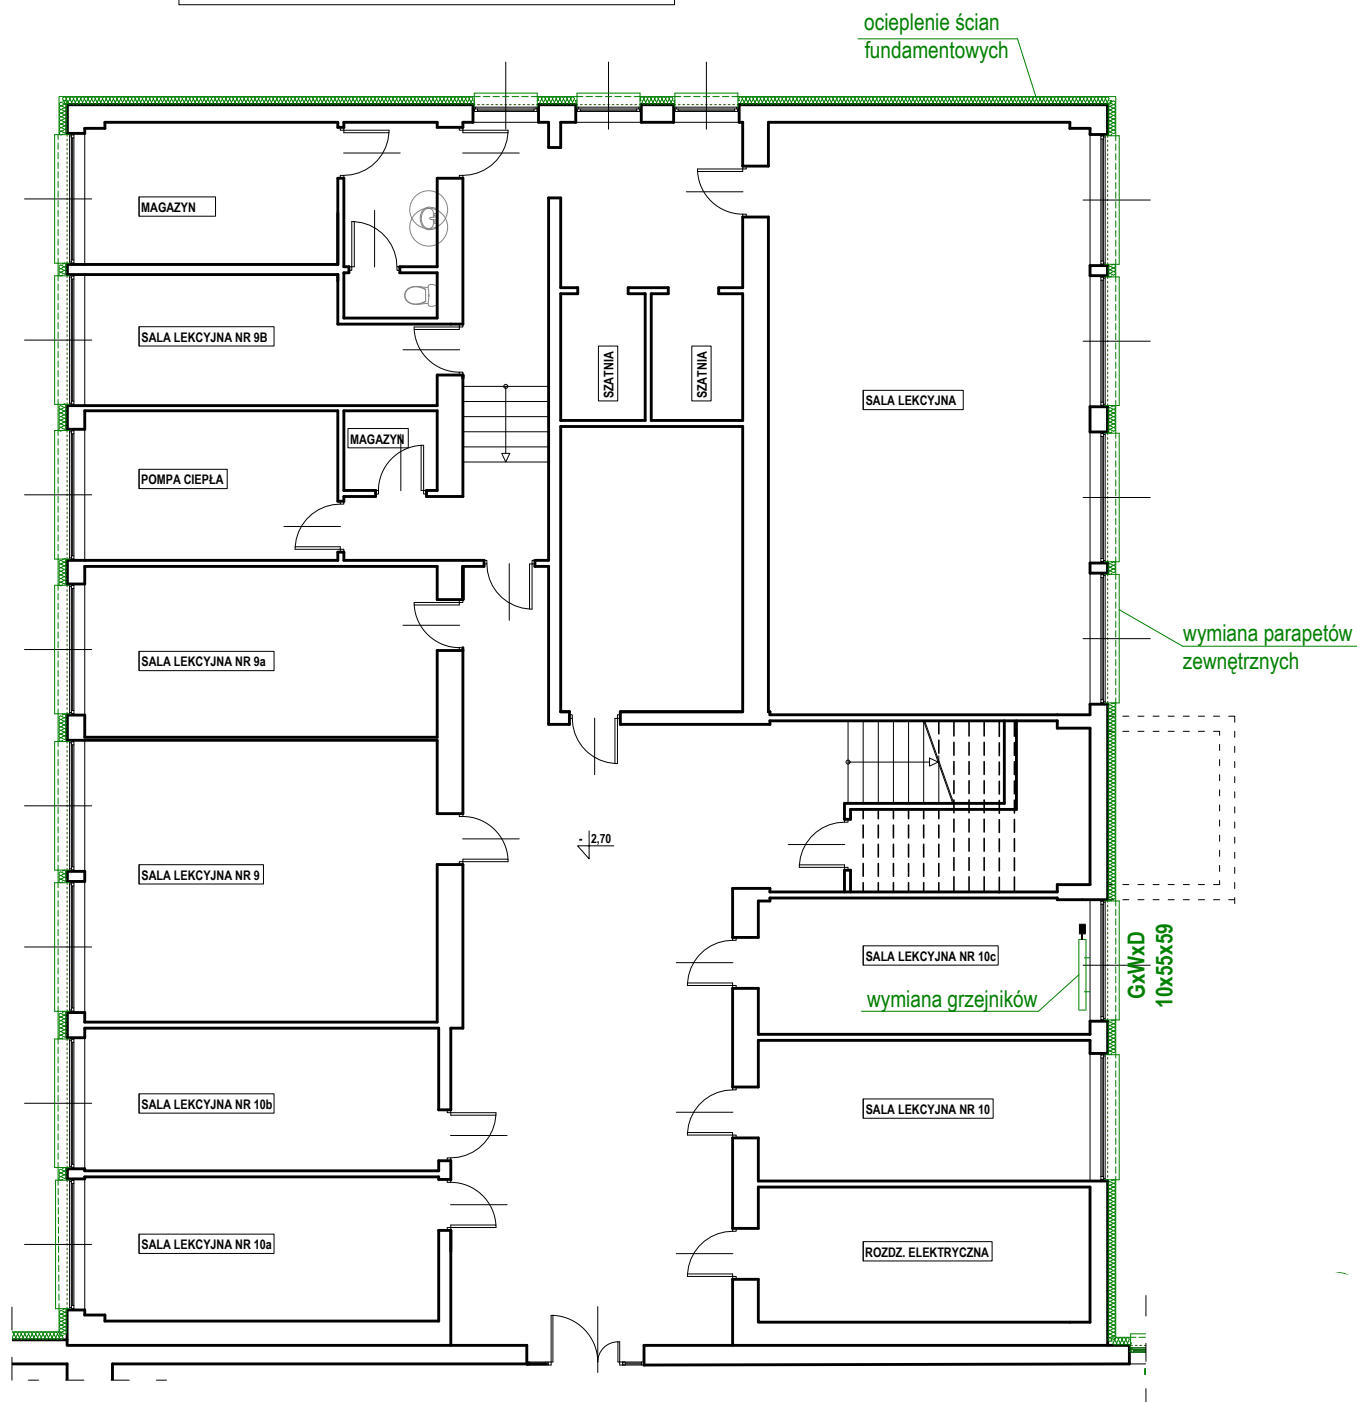 ocieplenie ścian
fundamentowych
MAGAZYN
SALA LEKCYJNA NR 9B
SZATNIA
SZATNIA
SALA LEKCYJNA
MAGAZYN
POMPA CIEPŁA
wymiana parapetów
zewnętrznych
SALA LEKCYJNA NR 9a
- 2,70
SALA LEKCYJNA NR 9
SALA LEKCYJNA NR 10c
GxWxD
10x55x59
wymiana grzejników
SALA LEKCYJNA NR 10b
SALA LEKCYJNA NR 10
SALA LEKCYJNA NR 10a
ROZDZ. ELEKTRYCZNA